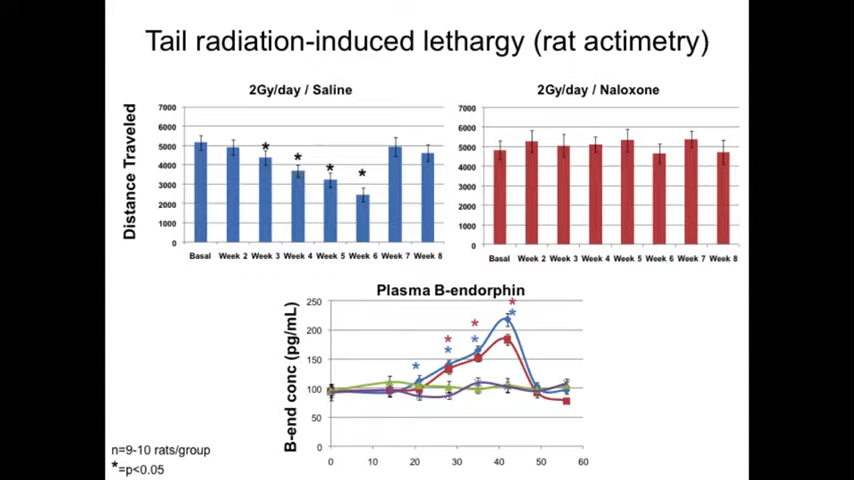 Tail radiation-induced lethargy (rat actimetry)
2Gy/day / Saline
Distance Traveled
7000
6000
5000
4000
3000
2000
1000
0
* * * *
Basal Week 2 Week 3 Week 4 Week 5 Week 6 Week 7 Week 8
2Gy/day / Naloxone
7000
6000
5000
4000
3000
2000
1000
0
Basal Week 2 Week 3 Week 4 Week 5 Week 6 Week 7 Week 8
Plasma B-endorphin
B-end conc (pg/mL)
250
200
150
100
50
0
* * * * * * *
0 10 20 30 40 50 60
n=9-10 rats/group
*=p<0.05